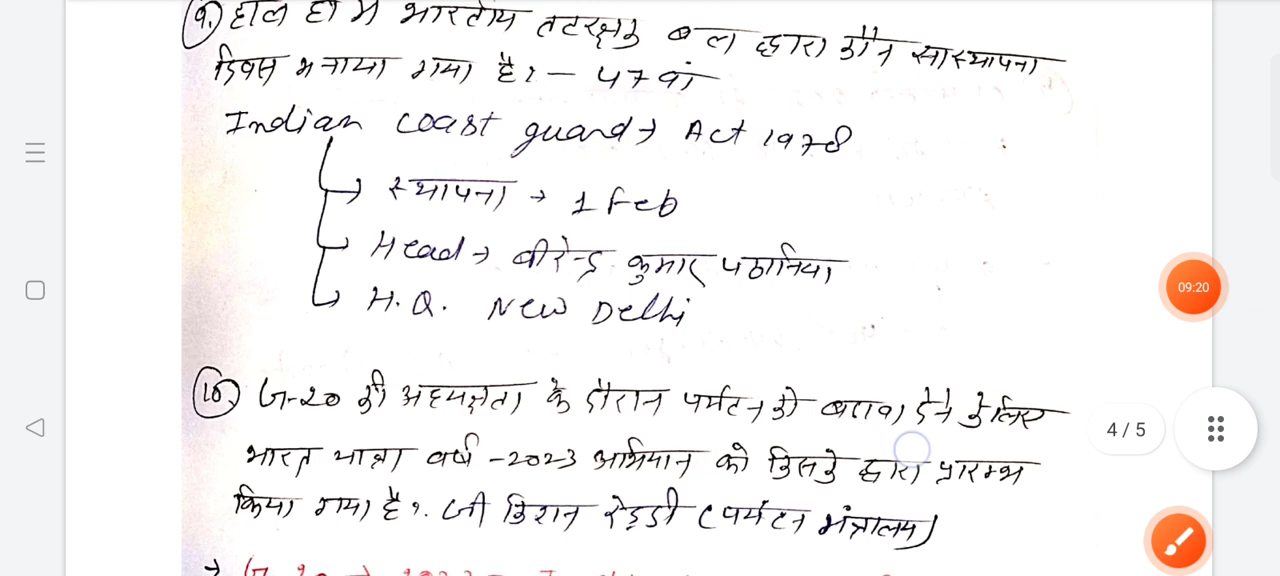 9. हाल ही मे भारतीय तटरक्षक बल द्वारा कौन सा स्थापना
दिवस मनाया गया है? - 47वां
Indian coast guard → Act 1978
→ स्थापना → 1 Feb
→ Head → वीरेन्द्र कुमार पठानिया
→ H.Q. New Delhi
09:20
10. G-20 की अध्यक्षता के दौरान पर्यटन को बढावा देने के लिए
4 / 5
भारत यात्रा वर्ष -2023 अभियान को किसके द्वारा प्रारम्भ
किया गया है?. जी किशन रेड्डी (पर्यटन मंत्रालय)